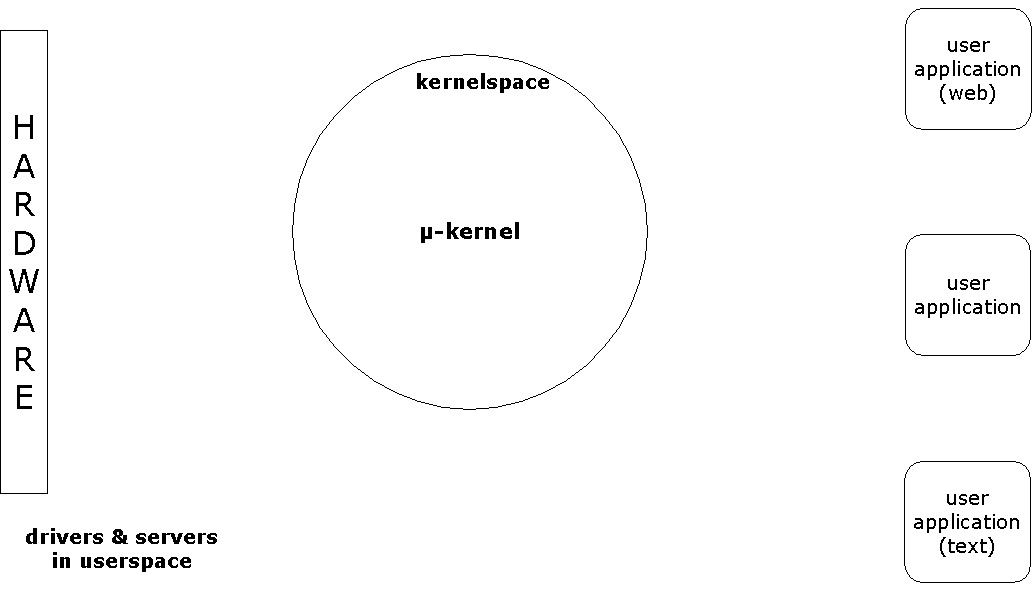 HARDWARE
kernelspace
µ-kernel
user
application
(web)
user
application
user
application
(text)
drivers & servers
in userspace